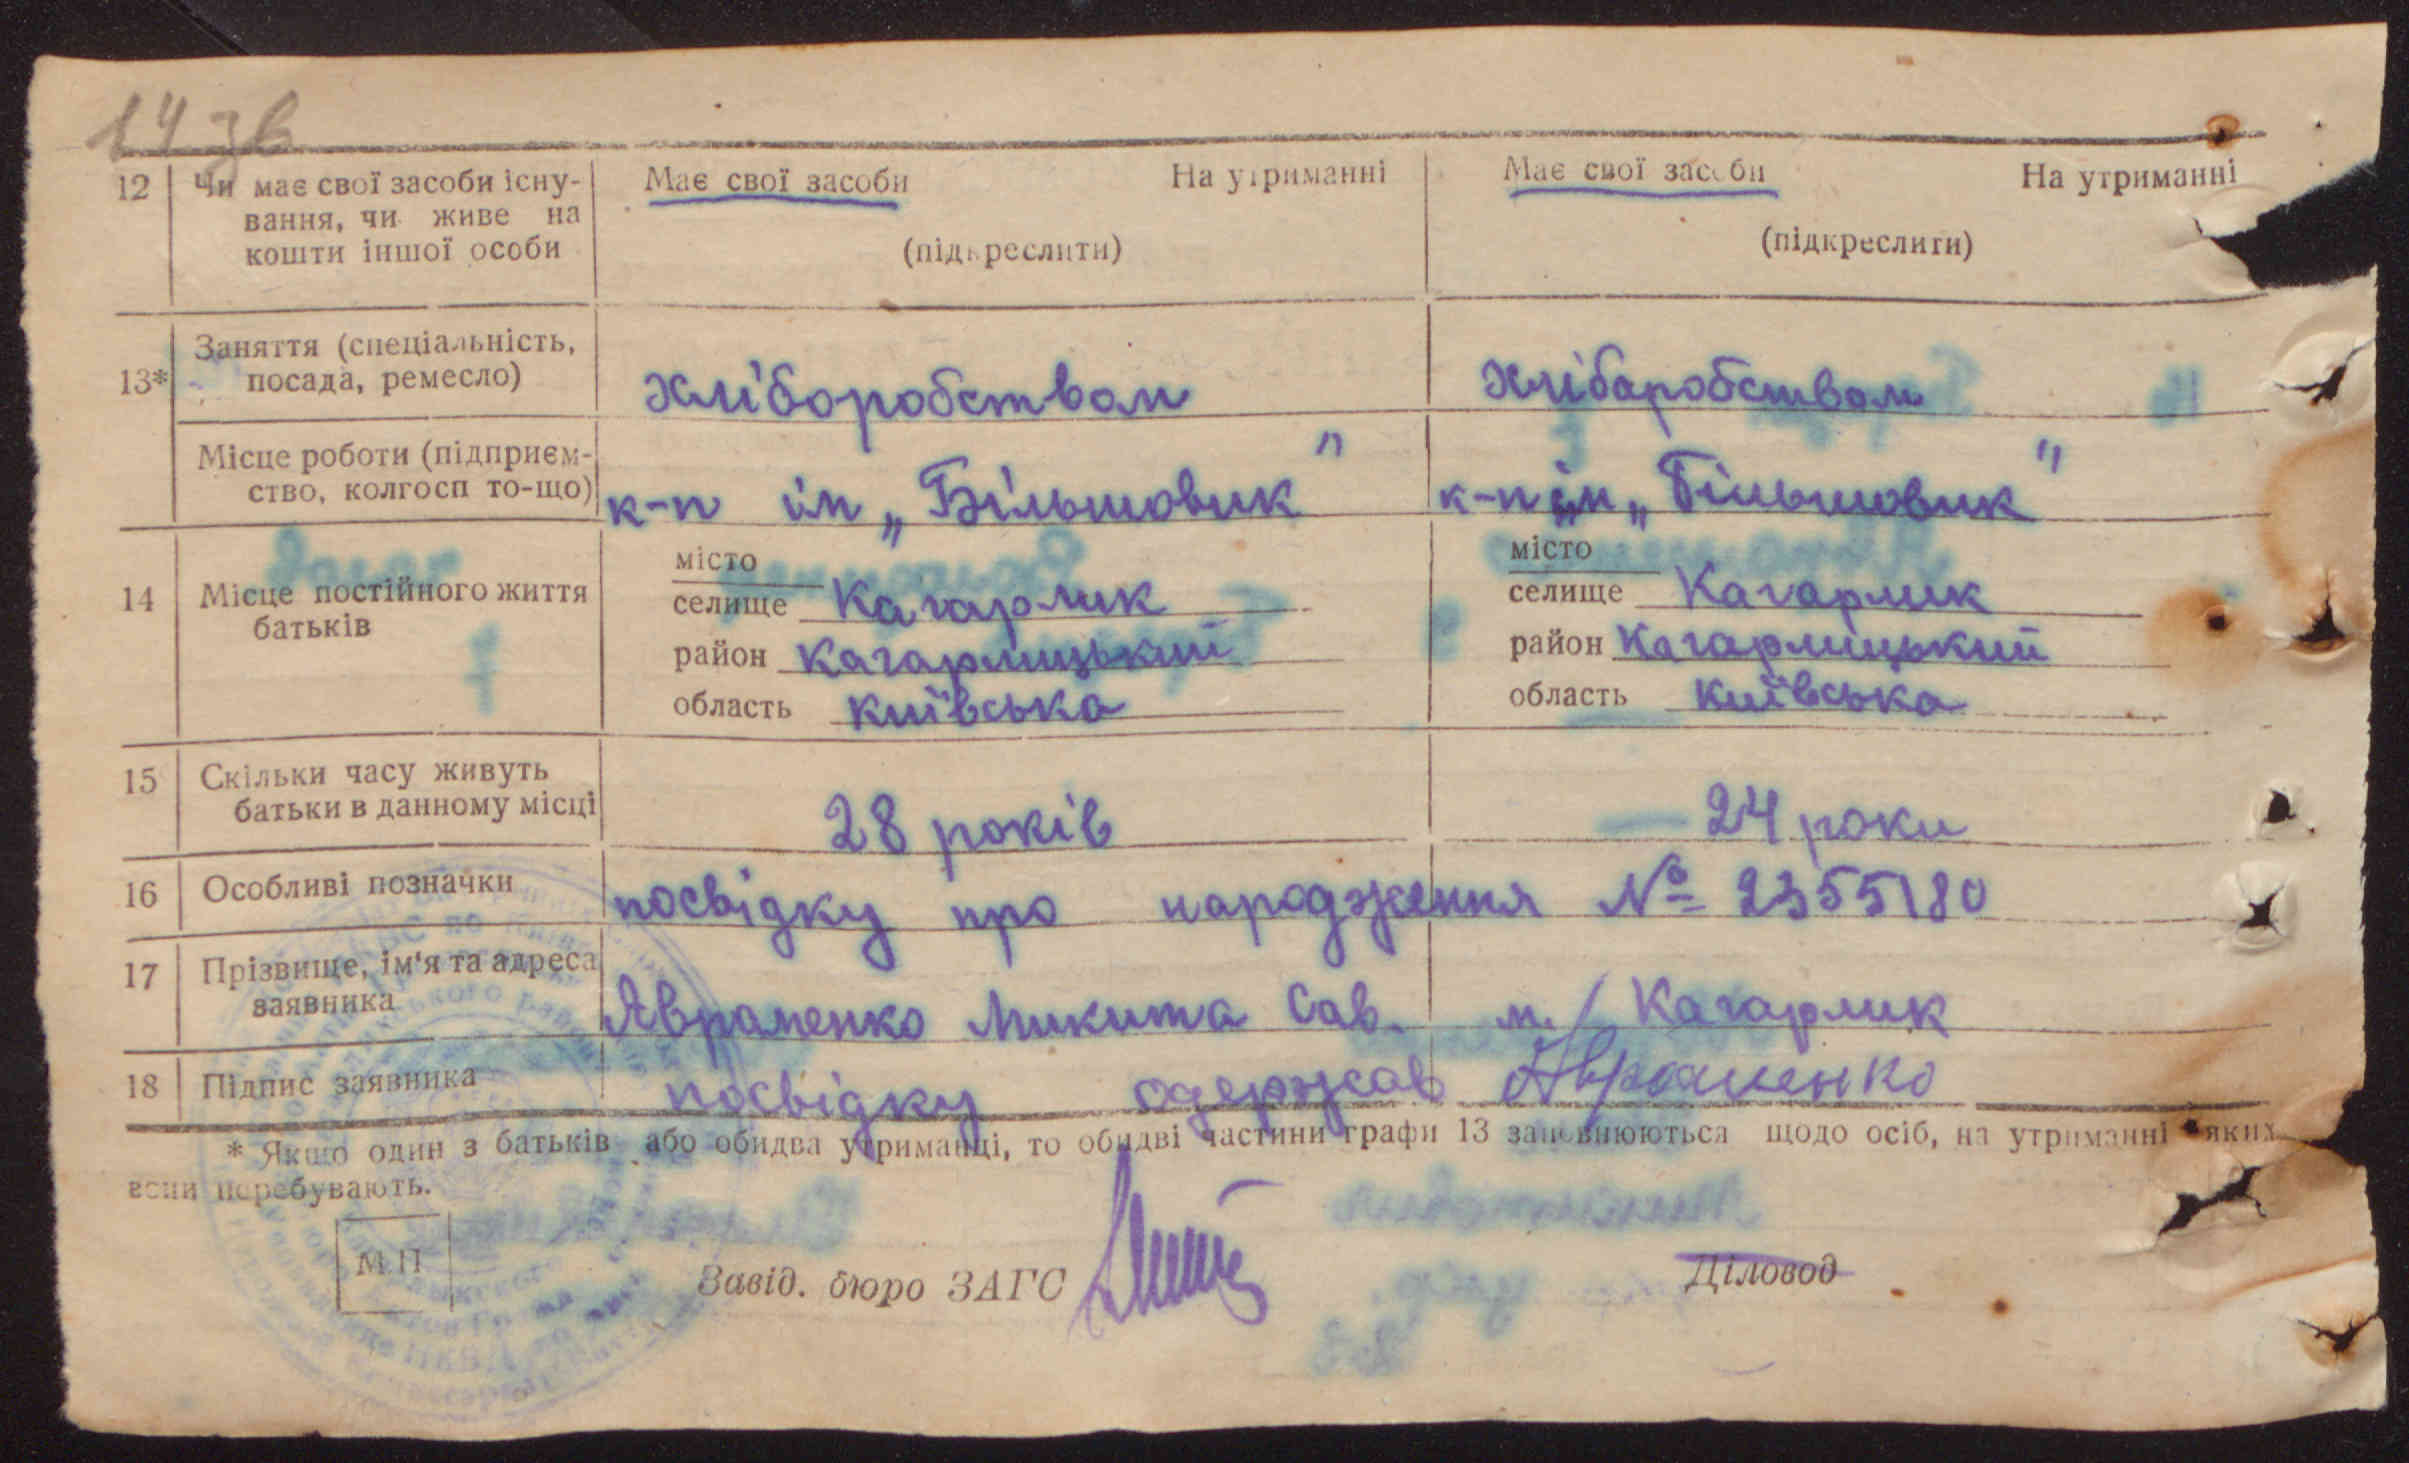 14 зв
12 Чи має свої засоби існу- Має свої засоби На утриманні Має свої засоби На утриманні
вання, чи живе на
кошти іншої особи (підкреслити) (підкреслити)
Заняття (спеціальність,
13* посада, ремесло) хліборобством хліборобством
Місце роботи (підприєм-
ство, колгосп то-що) к-п ім „Більшовик" к-п ім „Більшовик"
місто місто
14 Місце постійного життя селище Кагарлик селище Кагарлик
батьків
район Кагарлицький район Кагарлицький
область Київська область Київська
15 Скільки часу живуть
батьки в данному місці 28 років 24 роки
16 Особливі позначки посвідку про народження № 2355180
17 Прізвище, ім'я та адреса
заявника Авраменко Микита Сав. м. Кагарлик
18 Підпис заявника посвідку одержав Авраменко
* Якщо один з батьків або обидва утриманці, то обидві частини графи 13 заповнюються щодо осіб, на утриманні яких
вони перебувають.
М.П
Завід. бюро ЗАГС Діловод